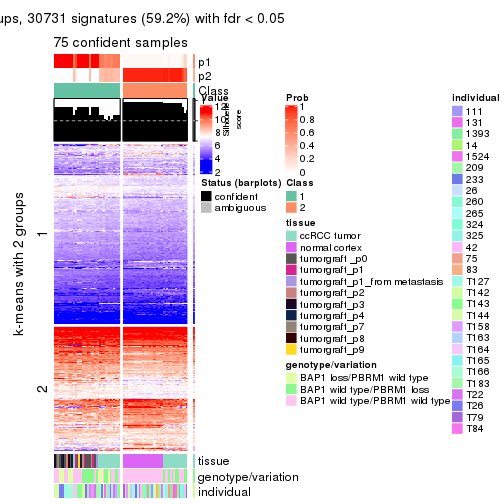 ups, 30731 signatures (59.2%) with fdr < 0.05
75 confident samples
p1
p2
Class
k-means with 2 groups
1
2
tissue
genotype/variation
individual
Value
12
10
8
6
4
2
Silhouette
score
Status (barplots)
confident
ambiguous
Prob
1
0.8
0.6
0.4
0.2
0
Class
1
2
tissue
ccRCC tumor
normal cortex
tumorgraft_p0
tumorgraft_p1
tumorgraft_p1_from metastasis
tumorgraft_p2
tumorgraft_p3
tumorgraft_p4
tumorgraft_p7
tumorgraft_p8
tumorgraft_p9
genotype/variation
BAP1 loss/PBRM1 wild type
BAP1 wild type/PBRM1 loss
BAP1 wild type/PBRM1 wild type
individual
111
131
1393
14
1524
209
233
26
260
265
324
325
42
75
83
T127
T142
T143
T144
T158
T163
T164
T165
T166
T183
T22
T26
T79
T84